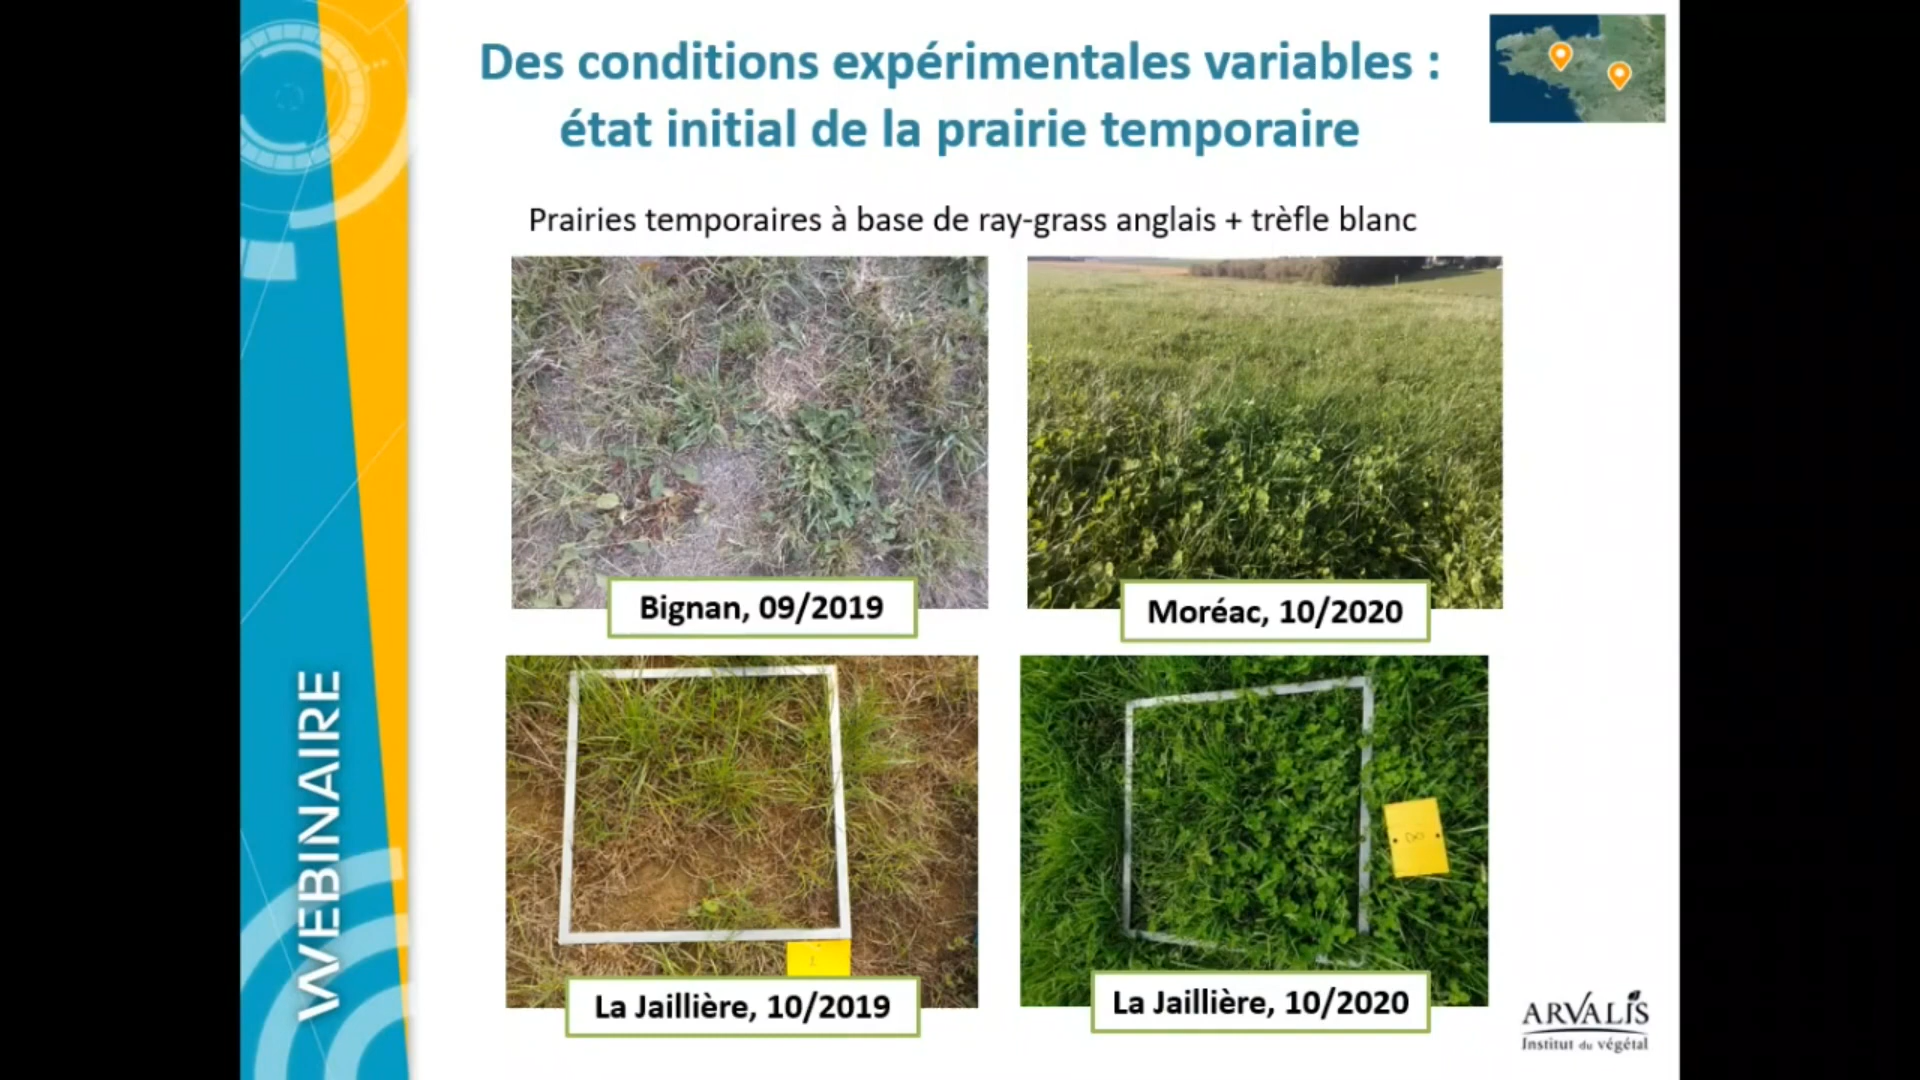 Des conditions expérimentales variables :
état initial de la prairie temporaire
Prairies temporaires à base de ray-grass anglais + trèfle blanc
Bignan, 09/2019
Moréac, 10/2020
La Jaillière, 10/2019
La Jaillière, 10/2020
WEBINAIRE
ARVALIS
Institut du végétal